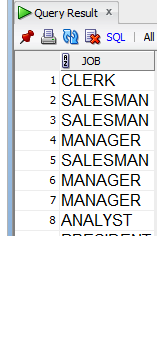 Query Result ×
SQL | All
JOB
1 CLERK
2 SALESMAN
3 SALESMAN
4 MANAGER
5 SALESMAN
6 MANAGER
7 MANAGER
8 ANALYST